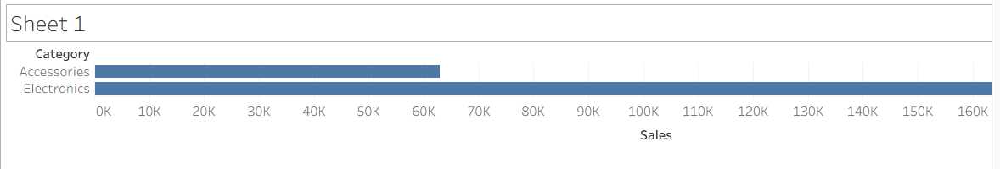 Sheet 1
Category
Accessories
Electronics
0K 10K 20K 30K 40K 50K 60K 70K 80K 90K 100K 110K 120K 130K 140K 150K 160K
Sales